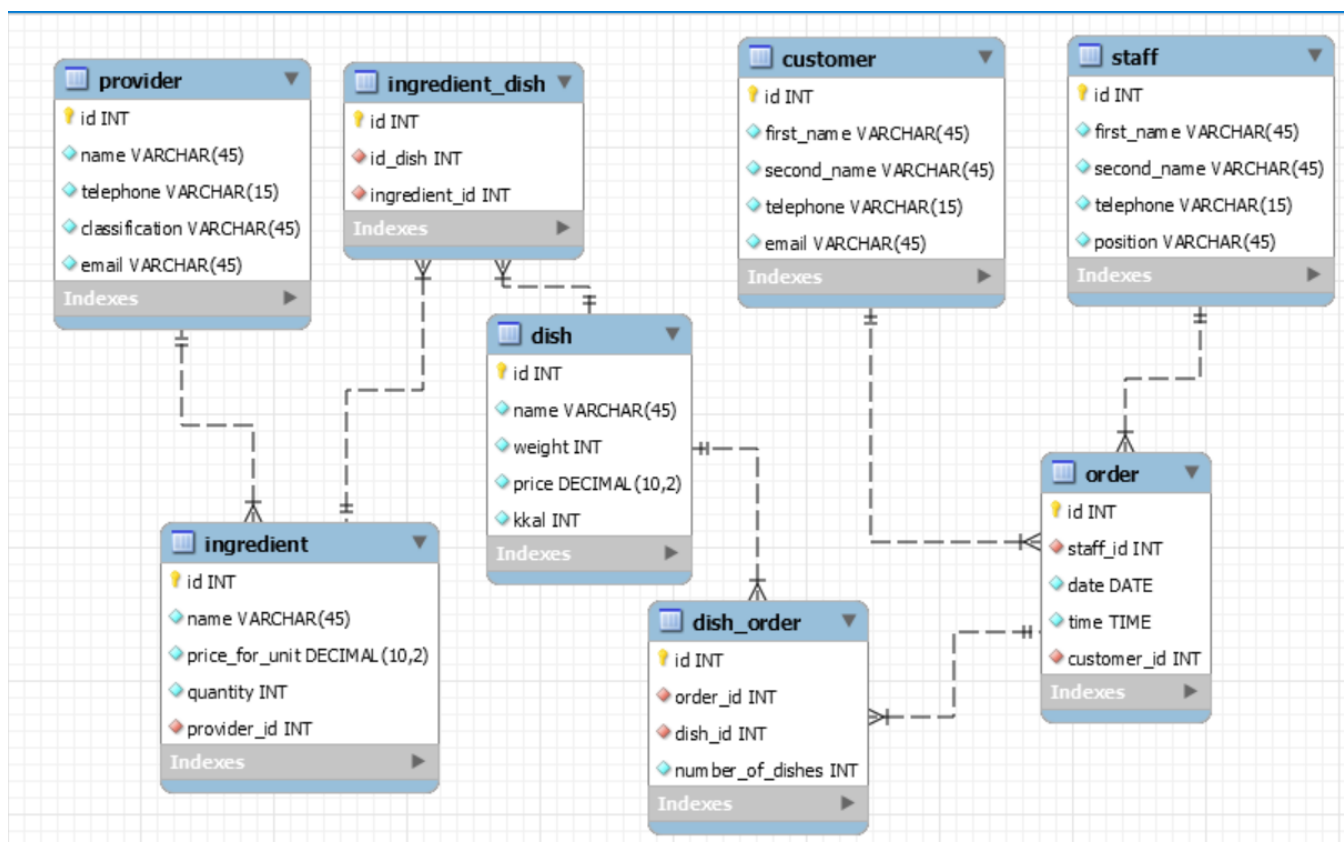 provider
id INT
name VARCHAR(45)
telephone VARCHAR(15)
classification VARCHAR(45)
email VARCHAR(45)
Indexes
ingredient_dish
id INT
id_dish INT
ingredient_id INT
Indexes
customer
id INT
first_name VARCHAR(45)
second_name VARCHAR(45)
telephone VARCHAR(15)
email VARCHAR(45)
Indexes
staff
id INT
first_name VARCHAR(45)
second_name VARCHAR(45)
telephone VARCHAR(15)
position VARCHAR(45)
Indexes
dish
id INT
name VARCHAR(45)
weight INT
price DECIMAL(10,2)
kkal INT
Indexes
order
id INT
staff_id INT
date DATE
time TIME
customer_id INT
Indexes
ingredient
id INT
name VARCHAR(45)
price_for_unit DECIMAL(10,2)
quantity INT
provider_id INT
Indexes
dish_order
id INT
order_id INT
dish_id INT
number_of_dishes INT
Indexes